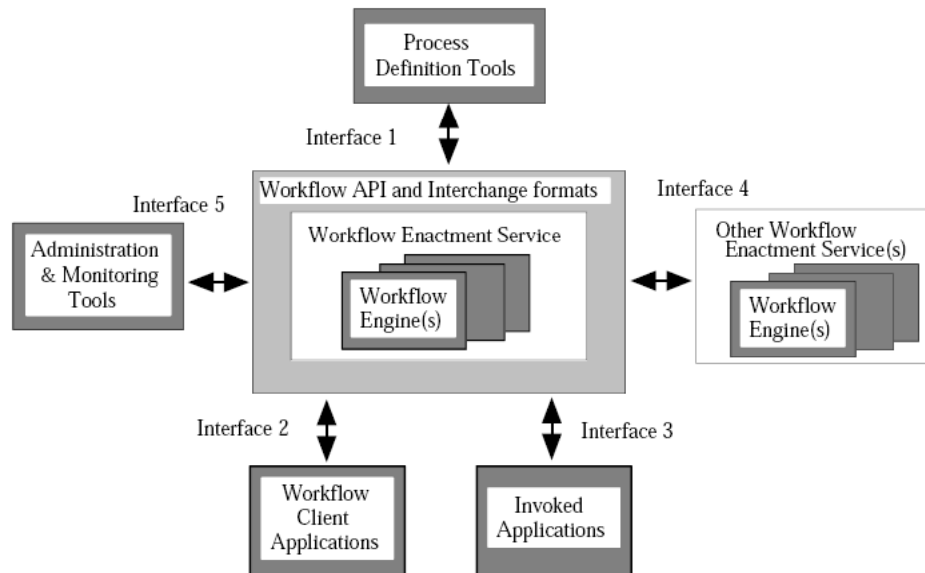 Process
Definition Tools
Interface 1
Workflow API and Interchange formats
Interface 4
Interface 5
Workflow Enactment Service
Other Workflow
Enactment Service(s)
Administration
& Monitoring
Tools
Workflow
Engine(s)
Workflow
Engine(s)
Interface 2
Interface 3
Workflow
Client
Applications
Invoked
Applications